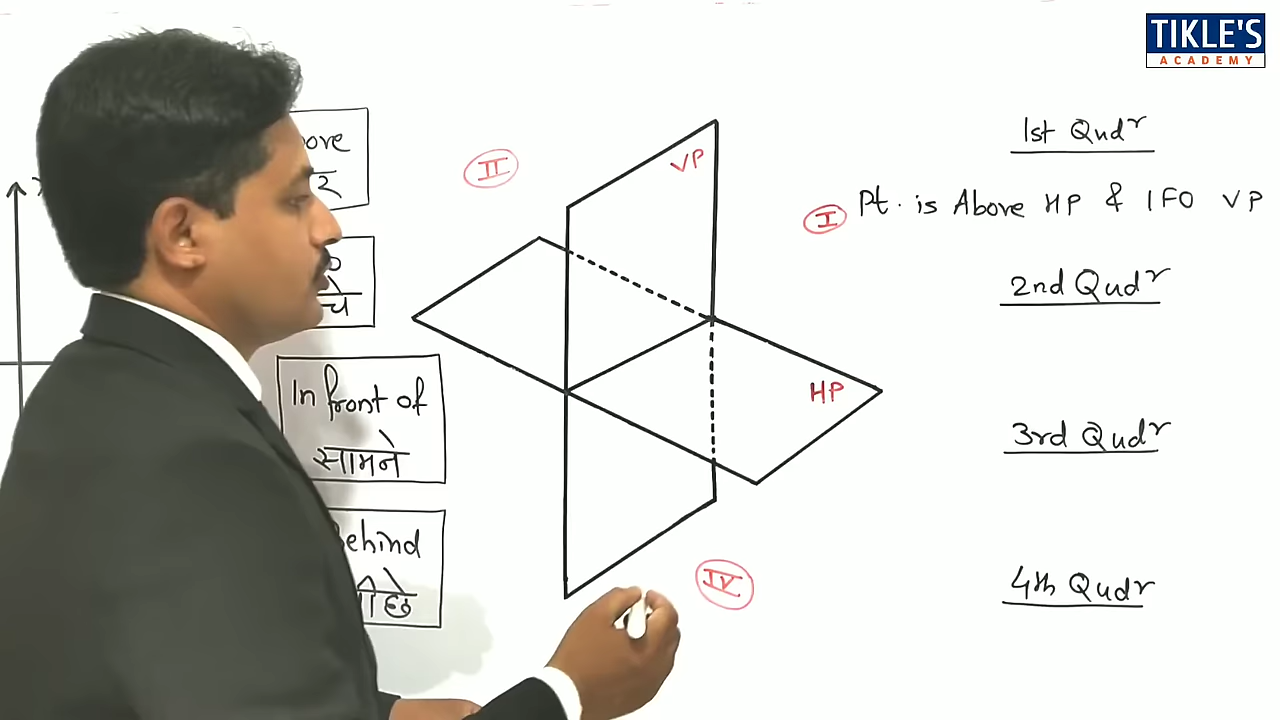 TIKLE'S
ACADEMY
In front of
सामने
II
VP
HP
IV
1st Qudr
I Pt. is Above HP & IFO VP
2nd Qudr
3rd Qudr
4th Qudr